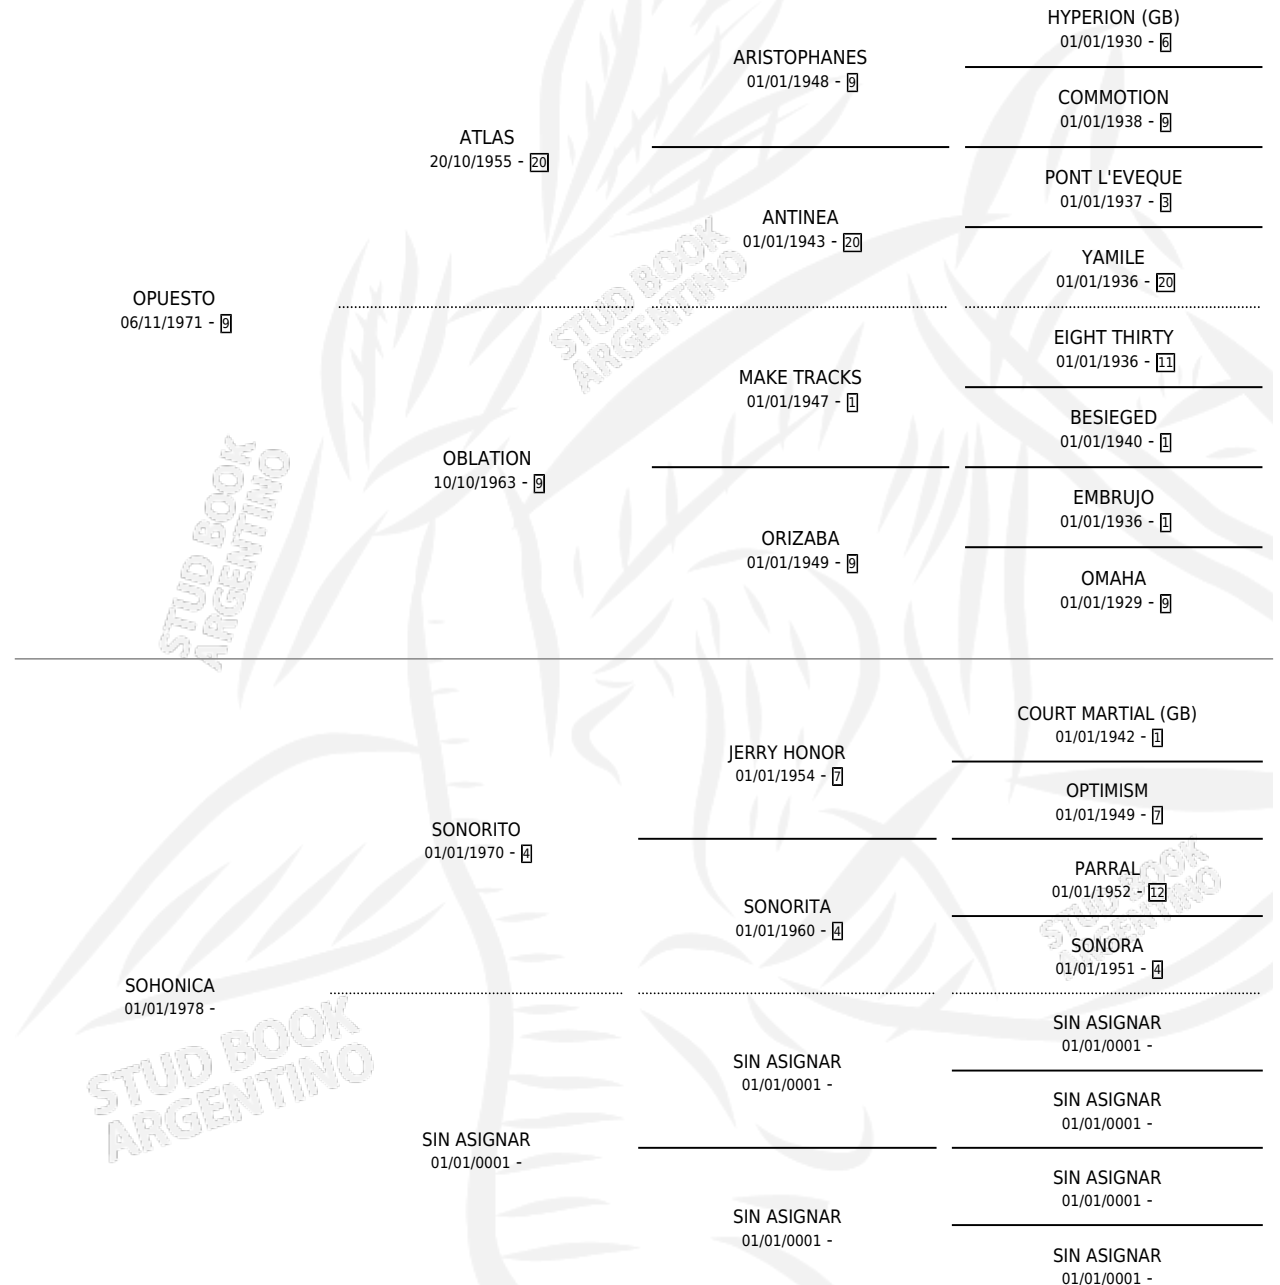 HYPERION (GB)
01/01/1930 - 6
ARISTOPHANES
01/01/1948 - 9
COMMOTION
01/01/1938 - 9
ATLAS
20/10/1955 - 20
PONT L'EVEQUE
01/01/1937 - 3
ANTINEA
01/01/1943 - 20
YAMILE
01/01/1936 - 20
OPUESTO
06/11/1971 - 9
EIGHT THIRTY
01/01/1936 - 11
MAKE TRACKS
01/01/1947 - 1
BESIEGED
01/01/1940 - 1
OBLATION
10/10/1963 - 9
EMBRUJO
01/01/1936 - 1
ORIZABA
01/01/1949 - 9
OMAHA
01/01/1929 - 9
STUD BOOK
ARGENTINO
STUD BOOK
ARGENTINO
COURT MARTIAL (GB)
01/01/1942 - 1
JERRY HONOR
01/01/1954 - 7
OPTIMISM
01/01/1949 - 7
SONORITO
01/01/1970 - 4
PARRAL
01/01/1952 - 12
SONORITA
01/01/1960 - 4
SONORA
01/01/1951 - 4
STUD BOOK
ARGENTINO
SOHONICA
01/01/1978 -
SIN ASIGNAR
01/01/0001 -
SIN ASIGNAR
01/01/0001 -
SIN ASIGNAR
01/01/0001 -
SIN ASIGNAR
01/01/0001 -
SIN ASIGNAR
01/01/0001 -
SIN ASIGNAR
01/01/0001 -
SIN ASIGNAR
01/01/0001 -
STUD BOOK
ARGENTINO